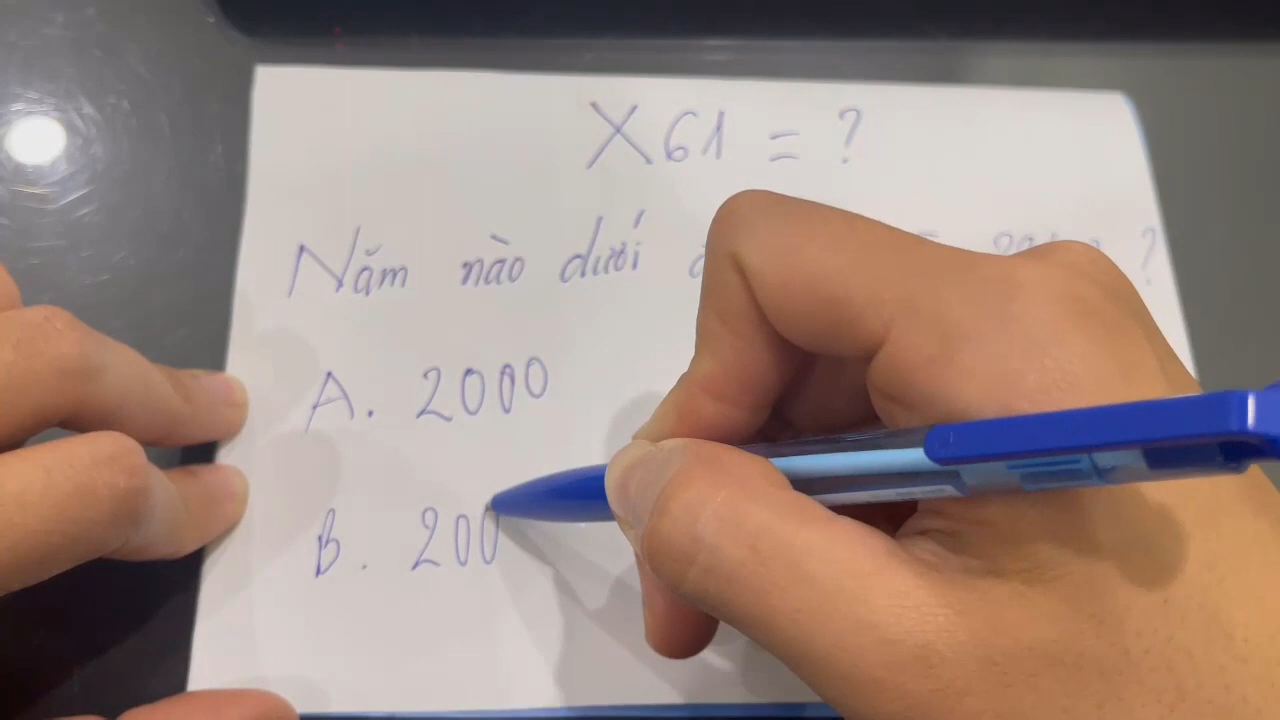 X61 = ?
Năm nào dưới ?
A. 2000
B. 200